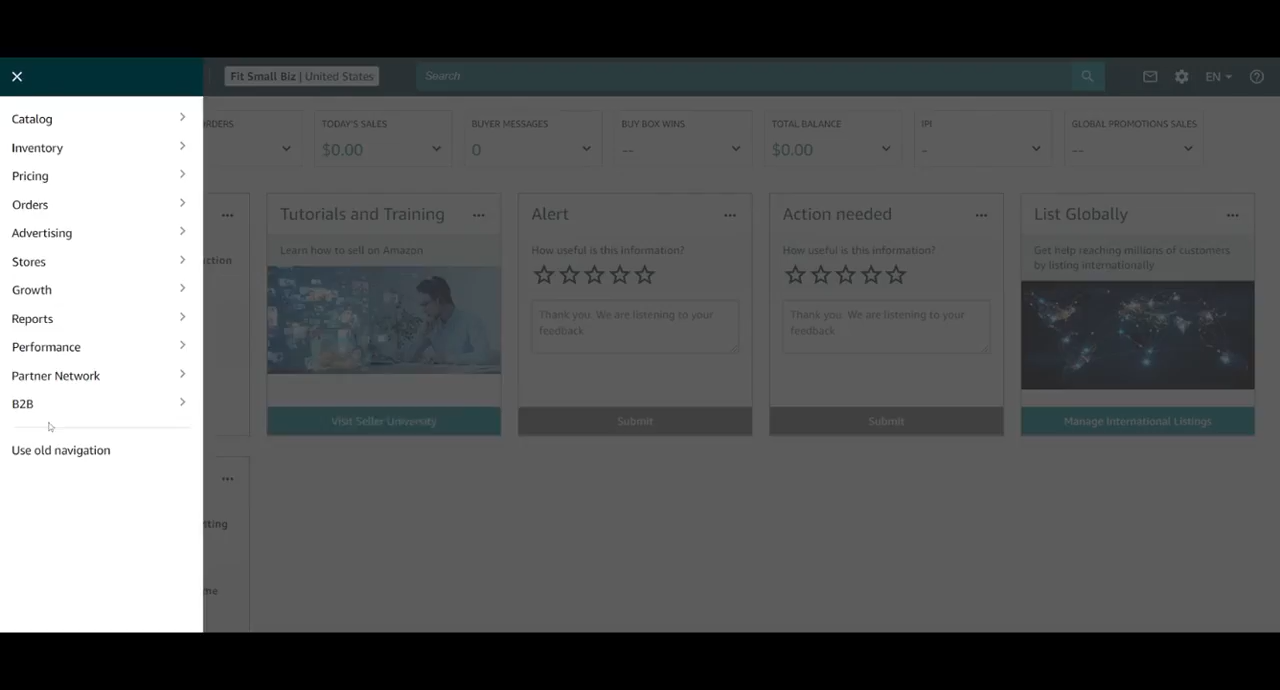 Fit Small Biz | United States
Search
EN
Catalog
Inventory
Pricing
Orders
Advertising
Stores
Growth
Reports
Performance
Partner Network
B2B
Use old navigation
TODAY'S SALES
$0.00
BUYER MESSAGES
0
BUY BOX WINS
--
TOTAL BALANCE
$0.00
IPI
-
GLOBAL PROMOTIONS SALES
--
Tutorials and Training
Learn how to sell on Amazon
Visit Seller University
Alert
How useful is this information?
Thank you. We are listening to your
feedback
Submit
Action needed
How useful is this information?
Thank you. We are listening to your
feedback
Submit
List Globally
Get help reaching millions of customers
by listing internationally
Manage International Listings